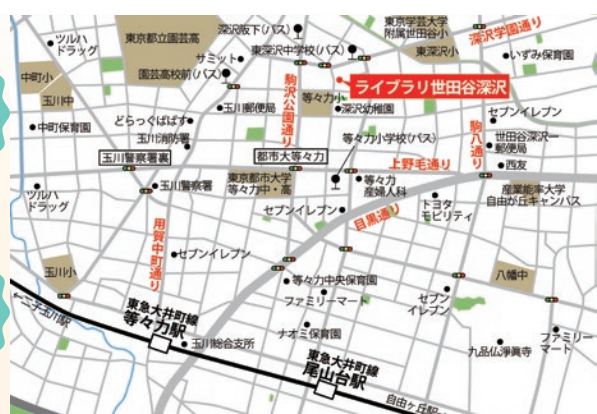 ツルハ
ドラッグ
東京都立園芸高
深沢阪下(バス)
東深沢中学校(バス)
東京学芸大学
附属世田谷小
深沢学園通り
サミット
園芸高校前(バス)
東深沢小
いずみ保育園
中町小
玉川中
ライブラリ世田谷深沢
等々力小
深沢幼稚園
玉川郵便局
駒沢公園通り
どらっぐぱぱす
中町保育園
玉川消防署
セブンイレブン
世田谷深沢一
郵便局
駒八通り
西友
等々力小学校(バス)
玉川警察署裏
都市大等々力
上野毛通り
東京都市大学
等々力中・高
等々力
産婦人科
玉川警察署
ツルハ
ドラッグ
トヨタ
モビリティ
産業能率大学
自由が丘キャンパス
セブンイレブン
目黒通り
用賀中町通り
セブンイレブン
玉川小
等々力中央保育園
八幡中
ファミリーマート
セブン
イレブン
←二子玉川駅
東急大井町線
等々力駅
ナオミ保育園
玉川総合支所
九品仏浄眞寺
ファミリー
マート
東急大井町線
尾山台駅
自由ヶ丘駅